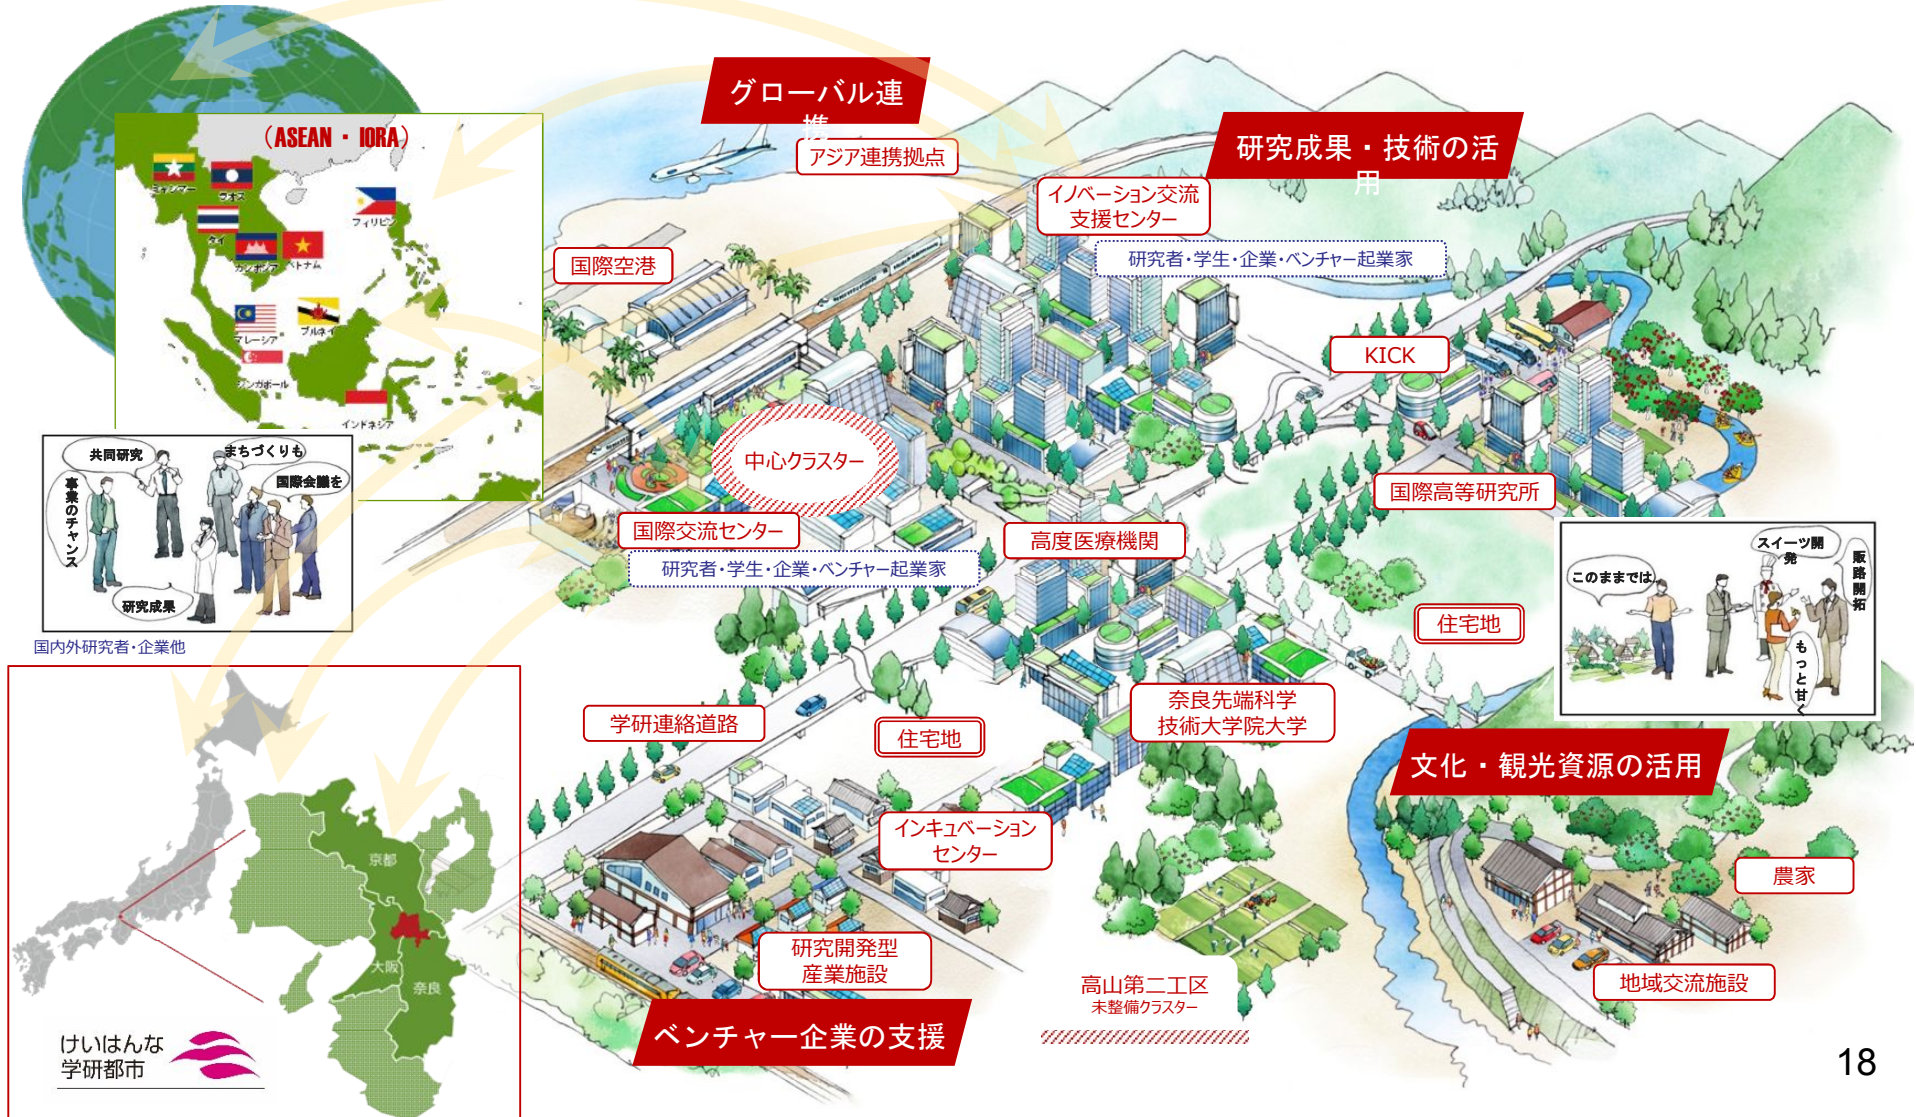 グローバル連
携
アジア連携拠点
研究成果・技術の活
用
イノベーション交流
支援センター
研究者・学生・企業・ベンチャー起業家
(ASEAN・IORA)
ミャンマー
ラオス
タイ
カンボジア
ベトナム
フィリピン
マレーシア
ブルネイ
シンガポール
インドネシア
国際空港
KICK
中心クラスター
国際交流センター
研究者・学生・企業・ベンチャー起業家
高度医療機関
国際高等研究所
共同研究
まちづくりも
国際会議を
事業のチャンス
研究成果
国内外研究者・企業他
このままでは
スイーツ開
発
販路開拓
もっと甘く
住宅地
学研連絡道路
住宅地
奈良先端科学
技術大学院大学
文化・観光資源の活用
インキュベーション
センター
農家
研究開発型
産業施設
高山第二工区
未整備クラスター
地域交流施設
ベンチャー企業の支援
京都
大阪
奈良
けいはんな
学研都市
18